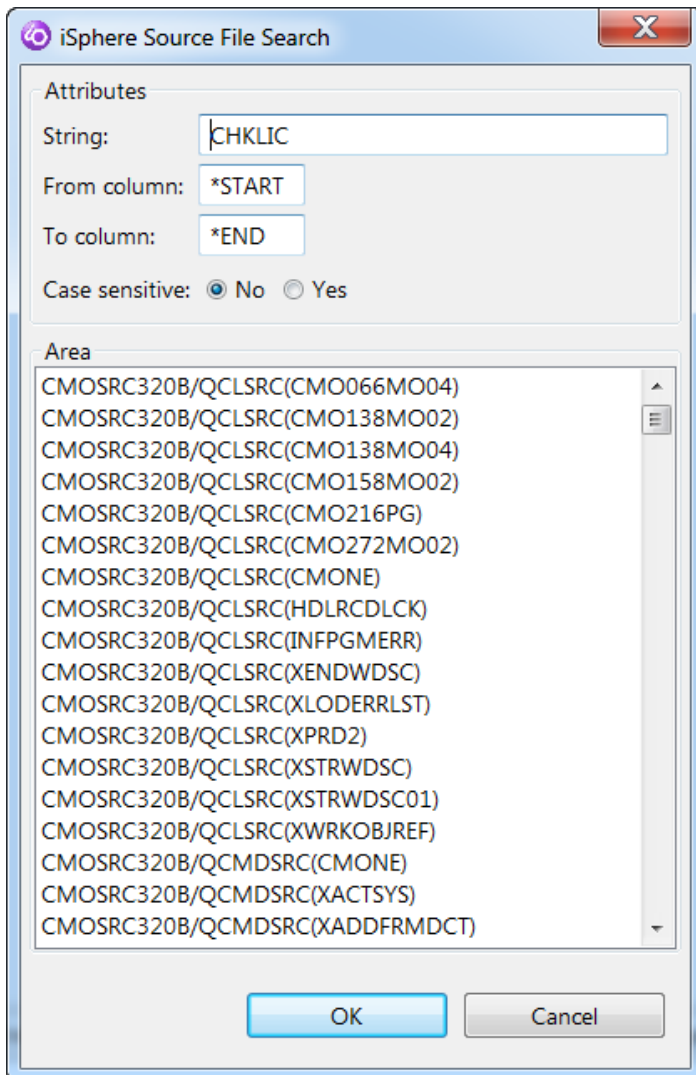 iSphere Source File Search
Attributes
String: CHKLIC
From column: *START
To column: *END
Case sensitive: No Yes
Area
CMOSRC320B/QCLSRC(CMO066MO04)
CMOSRC320B/QCLSRC(CMO138MO02)
CMOSRC320B/QCLSRC(CMO138MO04)
CMOSRC320B/QCLSRC(CMO158MO02)
CMOSRC320B/QCLSRC(CMO216PG)
CMOSRC320B/QCLSRC(CMO272MO02)
CMOSRC320B/QCLSRC(CMONE)
CMOSRC320B/QCLSRC(HDLRCDLCK)
CMOSRC320B/QCLSRC(INFPGMERR)
CMOSRC320B/QCLSRC(XENDWDSC)
CMOSRC320B/QCLSRC(XLODERRLST)
CMOSRC320B/QCLSRC(XPRD2)
CMOSRC320B/QCLSRC(XSTRWDSC)
CMOSRC320B/QCLSRC(XSTRWDSC01)
CMOSRC320B/QCLSRC(XWRKOBJREF)
CMOSRC320B/QCMDSRC(CMONE)
CMOSRC320B/QCMDSRC(XACTSYS)
CMOSRC320B/QCMDSRC(XADDFRMDCT)
OK Cancel